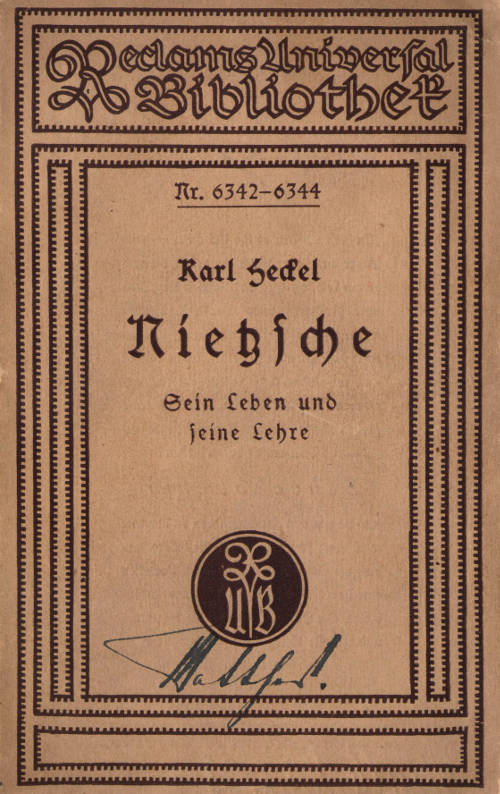 Reclams Universal
Bibliothek
Nr. 6342–6344
Karl Heckel
Nietzsche
Sein Leben und
seine Lehre
R
UB